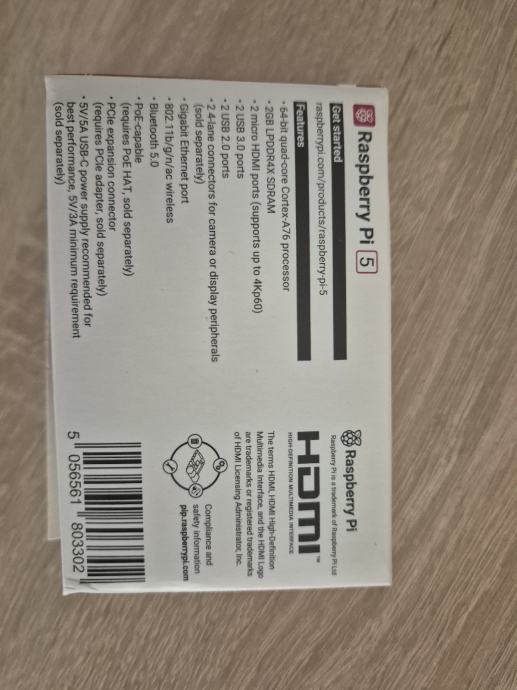 Raspberry Pi 5
Get started
raspberrypi.com/products/raspberry-pi-5
Features
• 64-bit quad-core Cortex-A76 processor
• 2GB LPDDR4X SDRAM
• 2 micro HDMI ports (supports up to 4Kp60)
• 2 USB 3.0 ports
• 2 USB 2.0 ports
• 2 4-lane connectors for camera or display peripherals
(sold separately)
• Gigabit Ethernet port
• 802.11b/g/n/ac wireless
• Bluetooth 5.0
• PoE-capable
(requires PoE HAT, sold separately)
• PCIe expansion connector
(requires PCIe adapter, sold separately)
• 5V/5A USB-C power supply recommended for
best performance, 5V/3A minimum requirement
(sold separately)
Raspberry Pi
Raspberry Pi is a trademark of Raspberry Pi Ltd
HDMI™
HIGH-DEFINITION MULTIMEDIA INTERFACE
The terms HDMI, HDMI High-Definition
Multimedia Interface, and the HDMI Logo
are trademarks or registered trademarks
of HDMI Licensing Administrator, Inc.
Compliance and
safety information
pip.raspberrypi.com
5 056561 803302